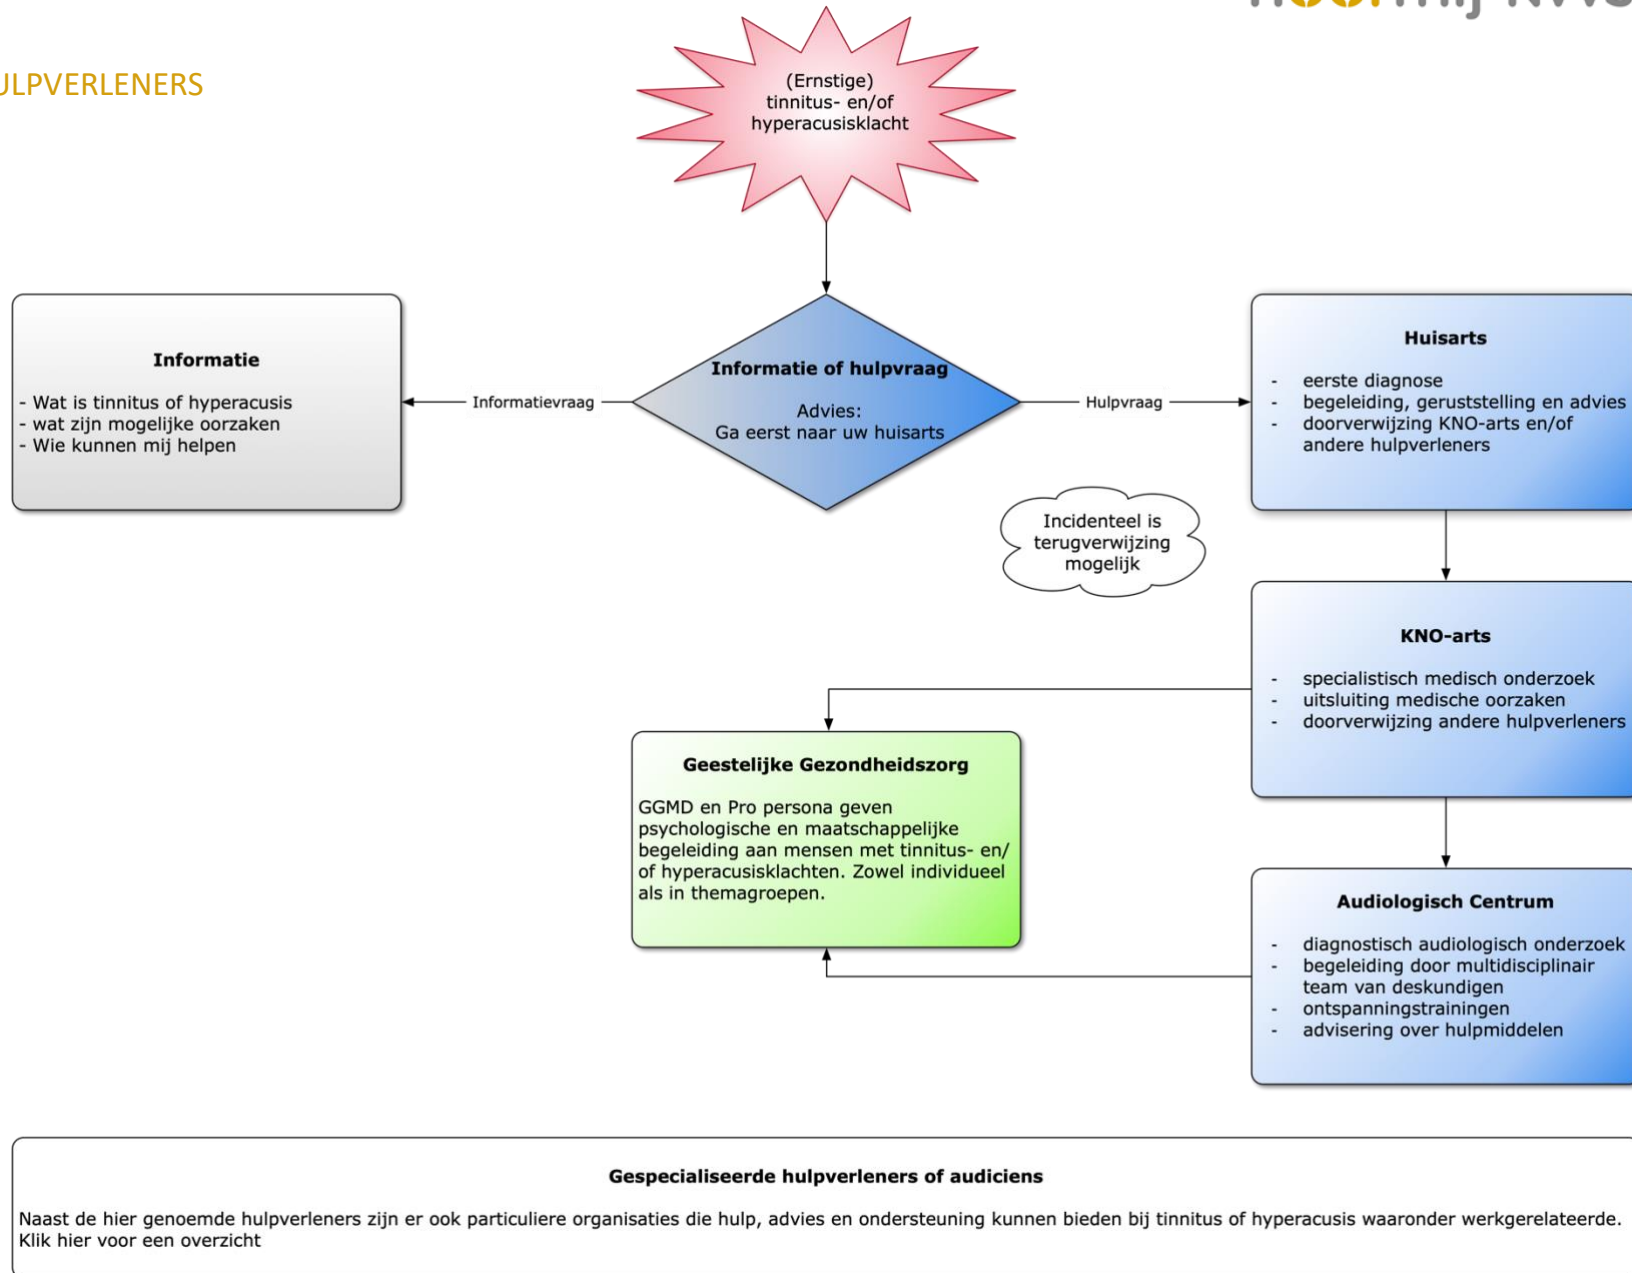 (Ernstige)
tinnitus- en/of
hyperacusisklacht
Informatie
- Wat is tinnitus of hyperacusis
- wat zijn mogelijke oorzaken
- Wie kunnen mij helpen
Informatievraag
Informatie of hulpvraag
Advies:
Ga eerst naar uw huisarts
Hulpvraag
Huisarts
- eerste diagnose
- begeleiding, geruststelling en advies
- doorverwijzing KNO-arts en/of
andere hulpverleners
Incidenteel is
terugverwijzing
mogelijk
KNO-arts
- specialistisch medisch onderzoek
- uitsluiting medische oorzaken
- doorverwijzing andere hulpverleners
Geestelijke Gezondheidszorg
GGMD en Pro persona geven
psychologische en maatschappelijke
begeleiding aan mensen met tinnitus- en/
of hyperacusisklachten. Zowel individueel
als in themagroepen.
Audiologisch Centrum
- diagnostisch audiologisch onderzoek
- begeleiding door multidisciplinair
team van deskundigen
- ontspanningstrainingen
- advisering over hulpmiddelen
Gespecialiseerde hulpverleners of audiciens
Naast de hier genoemde hulpverleners zijn er ook particuliere organisaties die hulp, advies en ondersteuning kunnen bieden bij tinnitus of hyperacusis waaronder werkgerelateerde.
Klik hier voor een overzicht